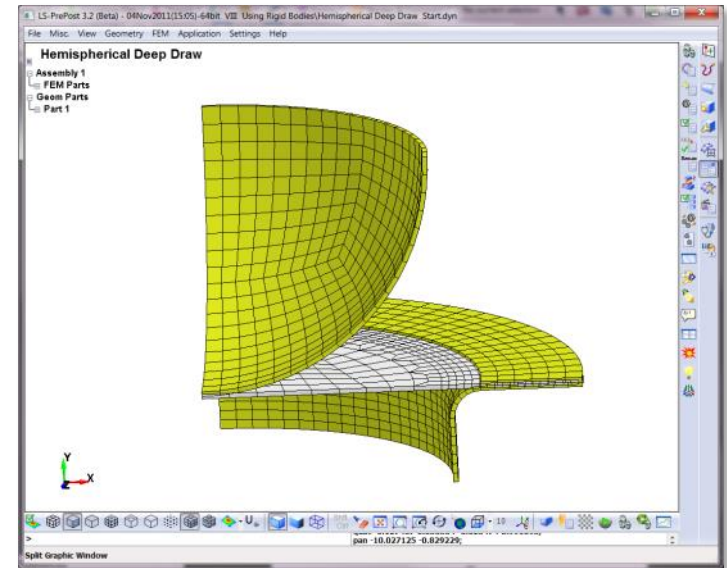 LS-PrePost 3.2 (Beta) - 04Nov2011(15:05)-64bit VIII Using Rigid Bodies\Hemispherical Deep Draw Start.dyn
File Misc. View Geometry FEM Application Settings Help
Hemispherical Deep Draw
Assembly 1
FEM Parts
Geom Parts
Part 1
Y
X
10
>
pan -10.027125 -0.829229;
Split Graphic Window